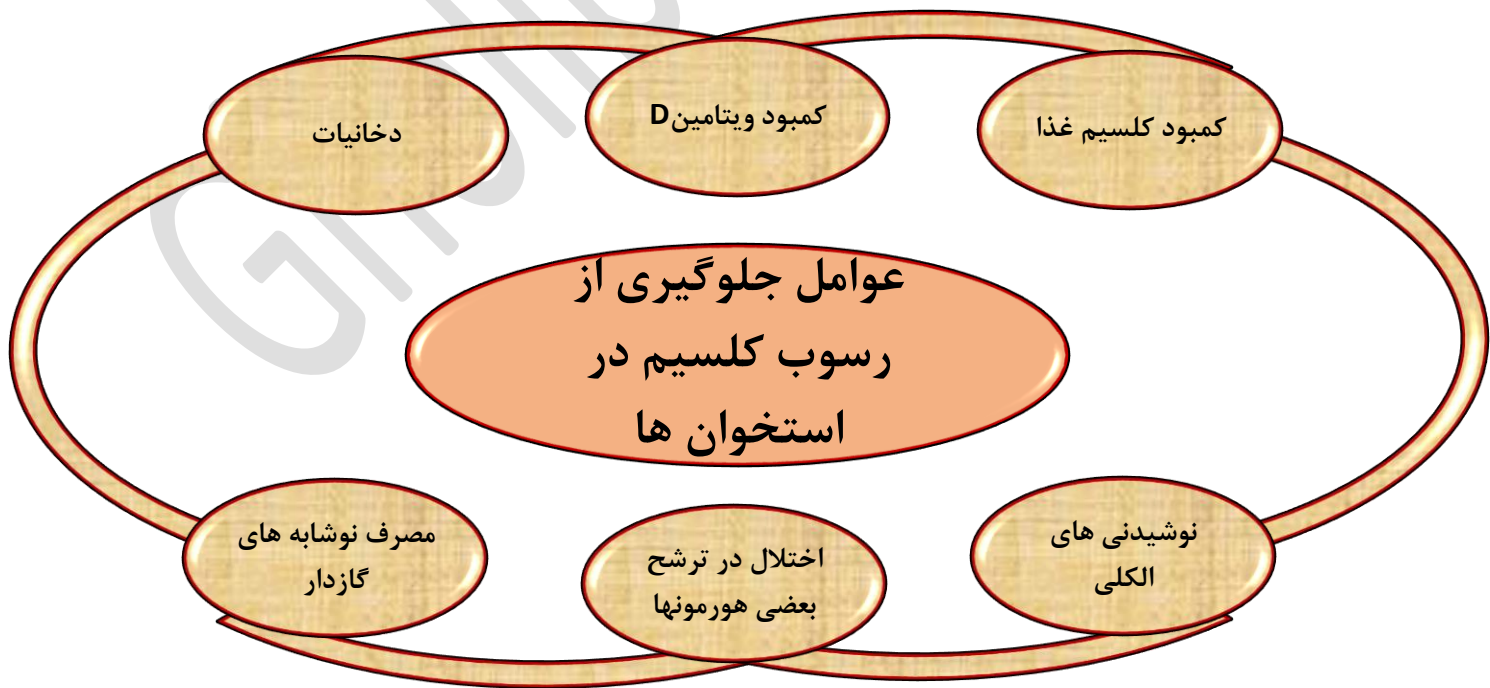 کمبود کلسیم غذا
کمبود ویتامینD
دخانیات
عوامل جلوگیری از
رسوب کلسیم در
استخوان ها
نوشیدنی های
الکلی
اختلال در ترشح
بعضی هورمونها
مصرف نوشابه های
گازدار